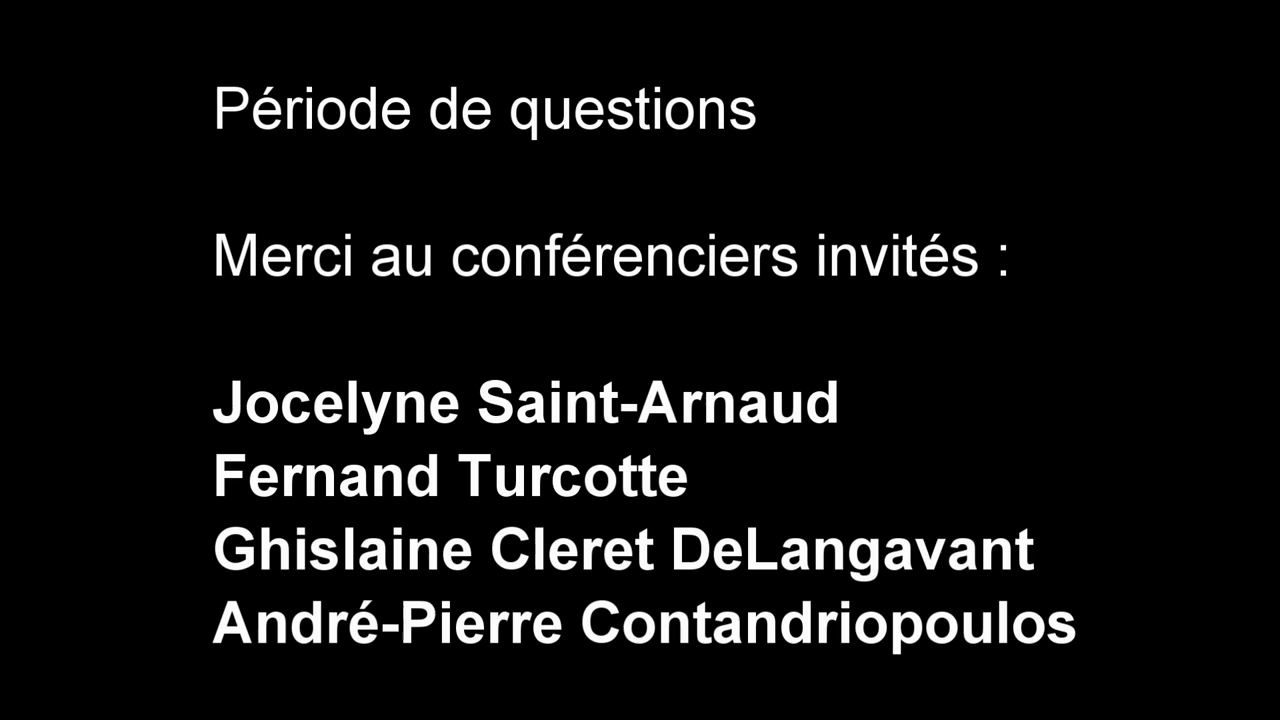 Période de questions
Merci au conférenciers invités :
Jocelyne Saint-Arnaud
Fernand Turcotte
Ghislaine Cleret DeLangavant
André-Pierre Contandriopoulos